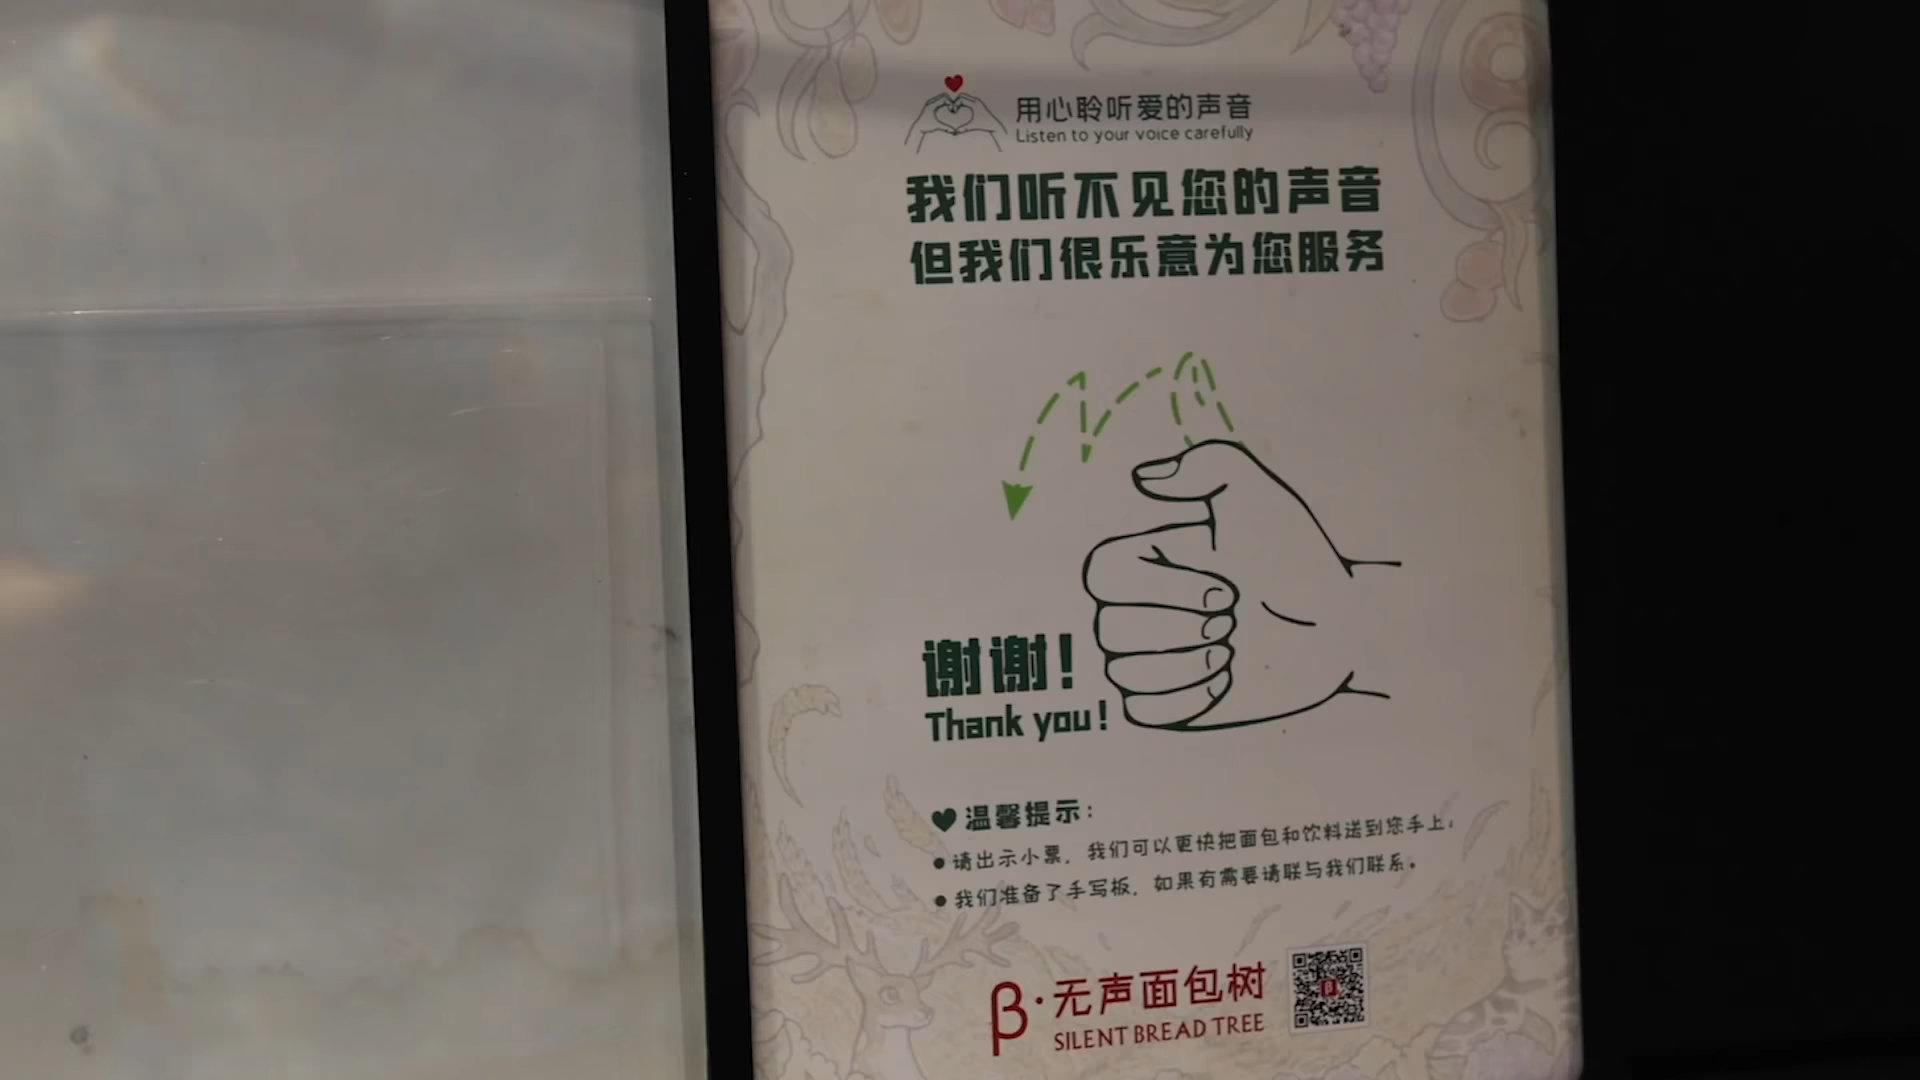 用心聆听爱的声音
Listen to your voice carefully
我们听不见您的声音
但我们很乐意为您服务
谢谢！
Thank you！
温馨提示：
请出示小票，我们可以更快把面包和饮料送到您手上。
我们准备了手写板，如果有需要请联与我们联系。
β·无声面包树
SILENT BREAD TREE